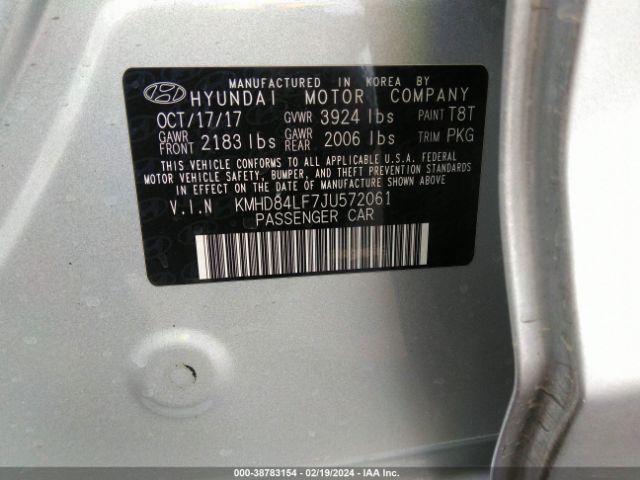 MANUFACTURED IN KOREA BY
HYUNDAI MOTOR COMPANY
OCT/17/17 GVWR 3924 lbs PAINT T8T
GAWR FRONT 2183 lbs GAWR REAR 2006 lbs TRIM PKG
THIS VEHICLE CONFORMS TO ALL APPLICABLE U.S.A. FEDERAL
MOTOR VEHICLE SAFETY, BUMPER, AND THEFT PREVENTION STANDARDS
IN EFFECT ON THE DATE OF MANUFACTURE SHOWN ABOVE.
V.I.N KMHD84LF7JU572061
PASSENGER CAR
000-38783154 - 02/19/2024 - IAA Inc.